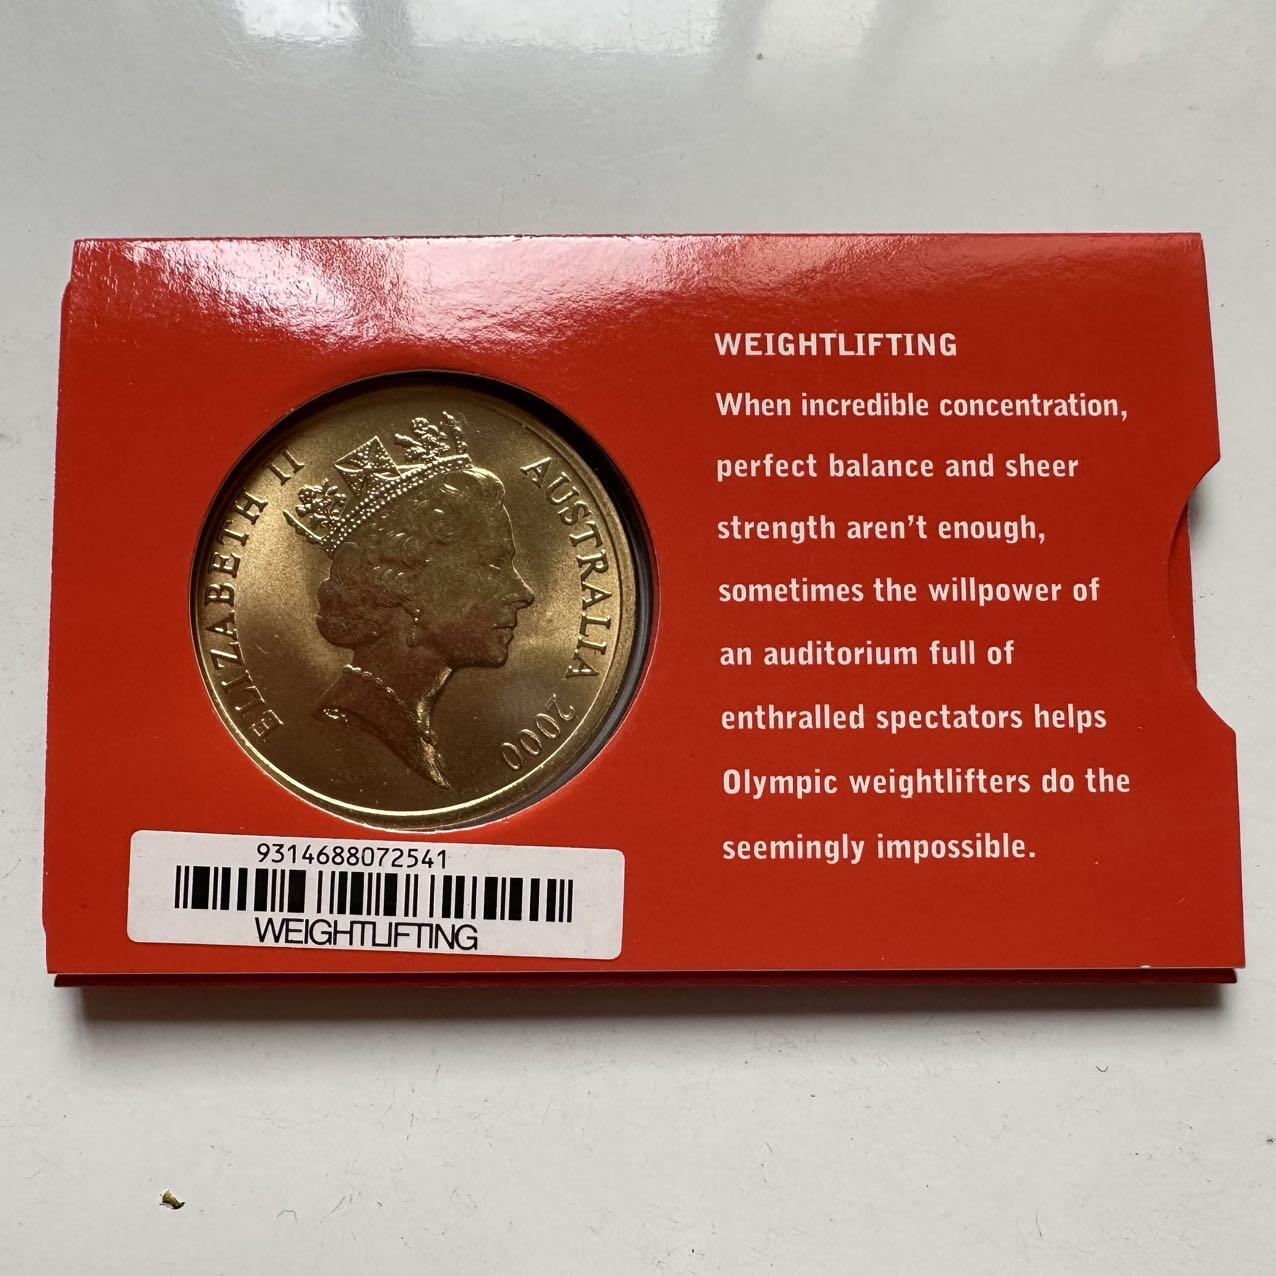 ELIZABETH II
AUSTRALIA 2000
WEIGHTLIFTING
When incredible concentration,
perfect balance and sheer
strength aren't enough,
sometimes the willpower of
an auditorium full of
enthralled spectators helps
Olympic weightlifters do the
seemingly impossible.
9314688072541
WEIGHTLIFTING